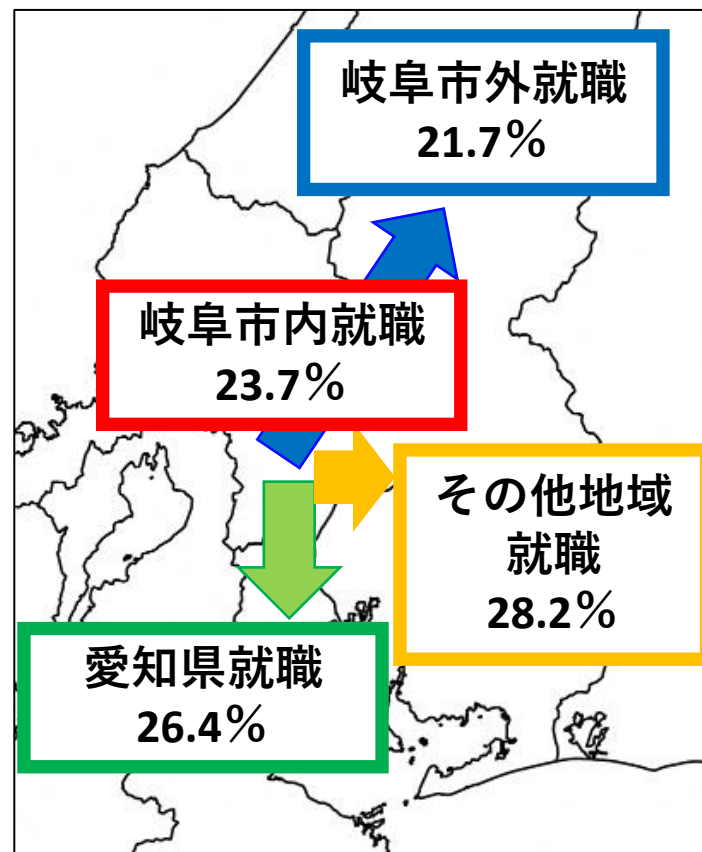 岐阜市外就職
21.7％
岐阜市内就職
23.7％
その他地域
就職
28.2％
愛知県就職
26.4％